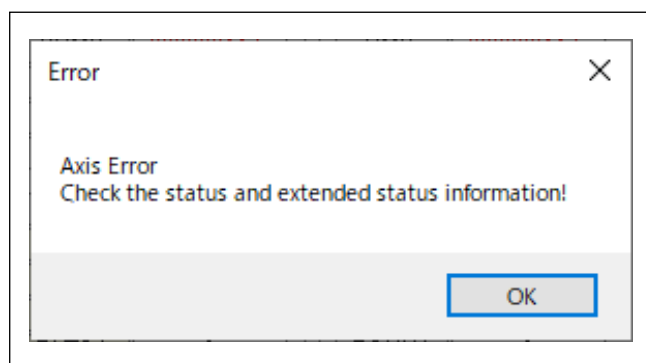 Error
Axis Error
Check the status and extended status information!
OK